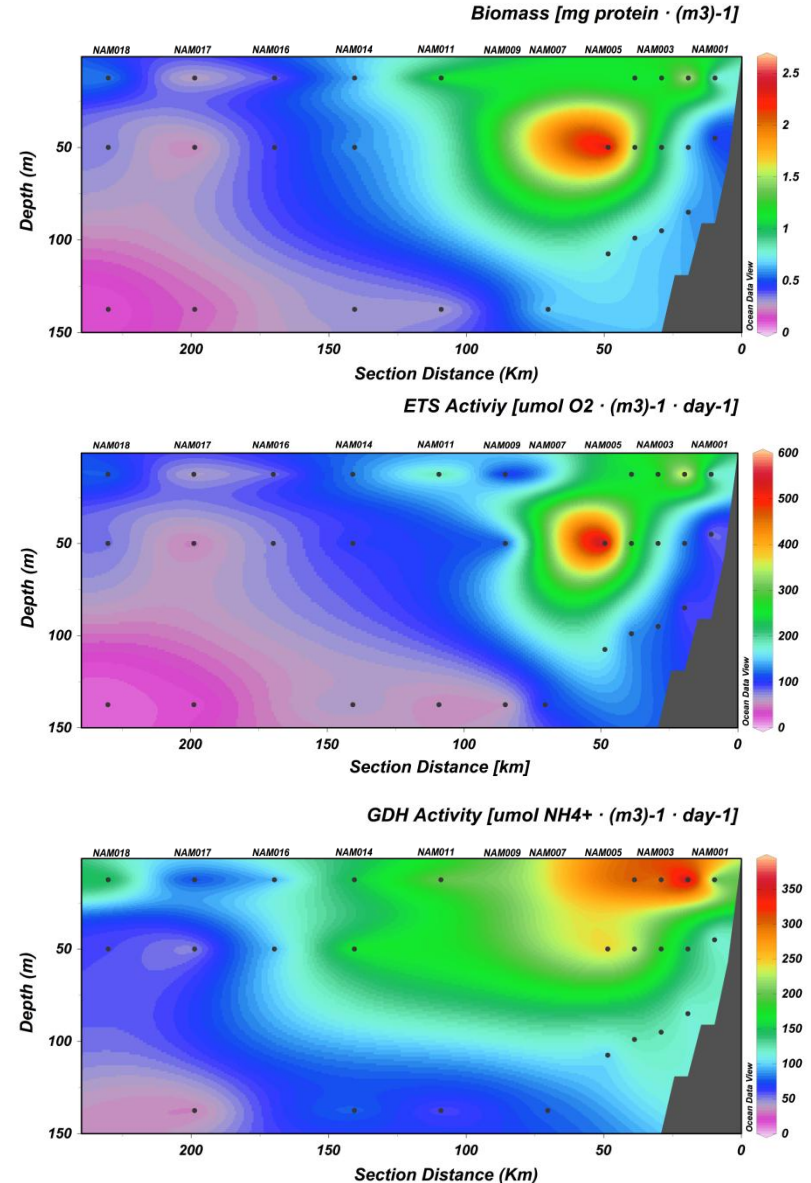 Biomass [mg protein · (m3)-1]
NAM018 NAM017 NAM016 NAM014 NAM011 NAM009 NAM007 NAM005 NAM003 NAM001
Depth (m)
50
100
150
200 150 100 50 0
Section Distance (Km)
Ocean Data View
2.5
2
1.5
1
0.5
0
ETS Activiy [umol O2 · (m3)-1 · day-1]
NAM018 NAM017 NAM016 NAM014 NAM011 NAM009 NAM007 NAM005 NAM003 NAM001
Depth (m)
50
100
150
200 150 100 50 0
Section Distance [km]
Ocean Data View
600
500
400
300
200
100
0
GDH Activity [umol NH4+ · (m3)-1 · day-1]
NAM018 NAM017 NAM016 NAM014 NAM011 NAM009 NAM007 NAM005 NAM003 NAM001
Depth (m)
50
100
150
200 150 100 50 0
Section Distance (Km)
Ocean Data View
350
300
250
200
150
100
50
0